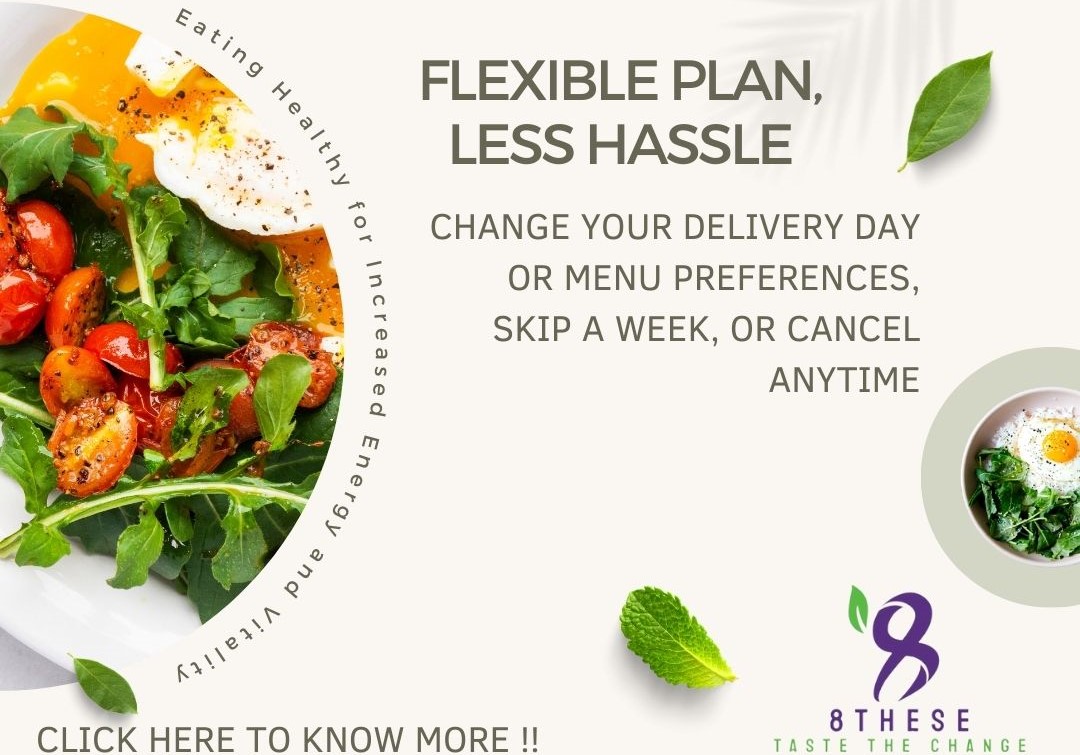 Eating Healthy for Increased Energy and Vitality
FLEXIBLE PLAN,
LESS HASSLE
CHANGE YOUR DELIVERY DAY
OR MENU PREFERENCES,
SKIP A WEEK, OR CANCEL
ANYTIME
8THESE
TASTE THE CHANGE
CLICK HERE TO KNOW MORE !!